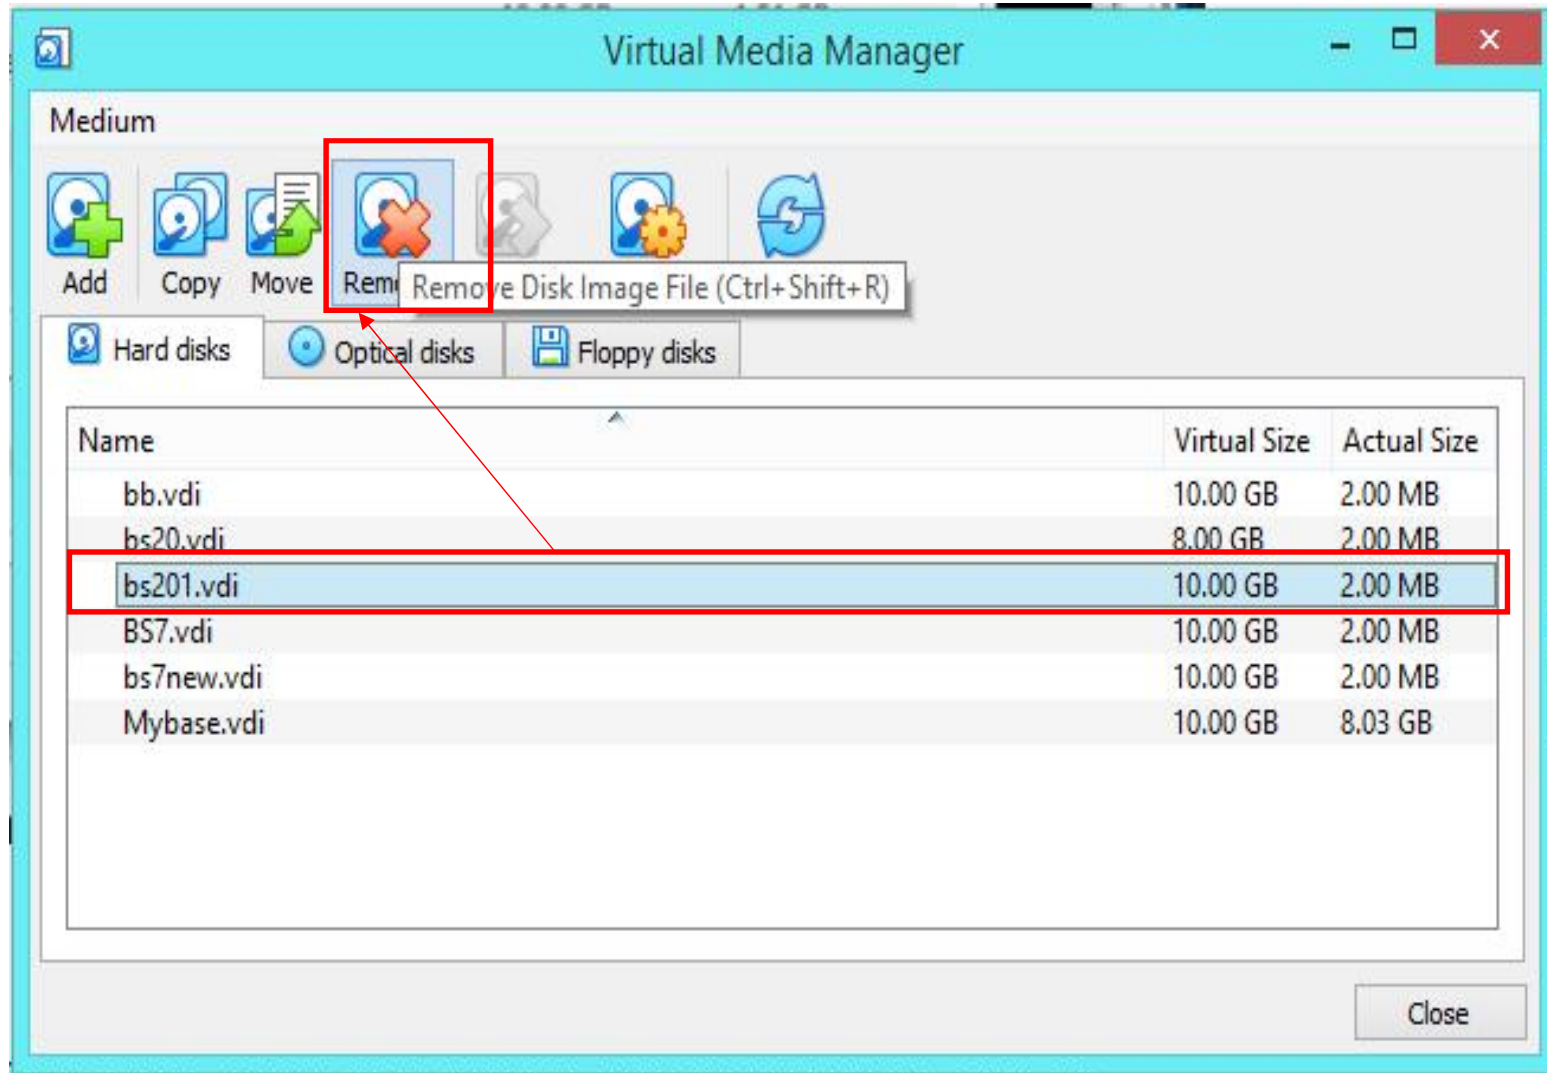 Virtual Media Manager
Medium
Add Copy Move Rem
Remove Disk Image File (Ctrl+Shift+R)
Hard disks Optical disks Floppy disks
Name Virtual Size Actual Size
bb.vdi 10.00 GB 2.00 MB
bs20.vdi 8.00 GB 2.00 MB
bs201.vdi 10.00 GB 2.00 MB
BS7.vdi 10.00 GB 2.00 MB
bs7new.vdi 10.00 GB 2.00 MB
Mybase.vdi 10.00 GB 8.03 GB
Close